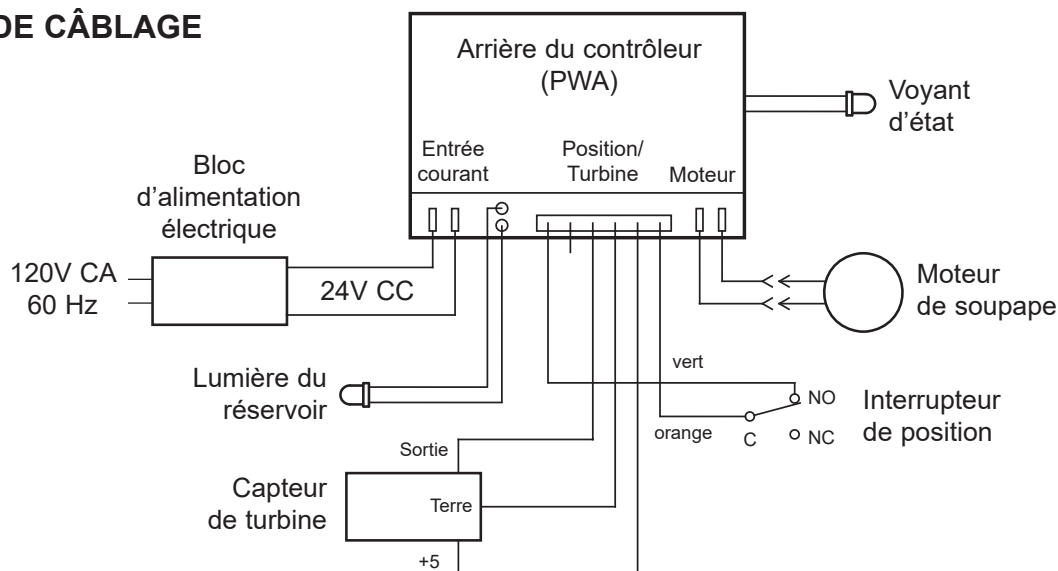 DE CÂBLAGE
Arrière du contrôleur
(PWA)
Voyant
d'état
Entrée
courant
Position/
Turbine
Moteur
Bloc
d'alimentation
électrique
120V CA
60 Hz
24V CC
Moteur
de soupape
Lumière du
réservoir
vert
NO
orange
C
NC
Interrupteur
de position
Sortie
Capteur
de turbine
Terre
+5